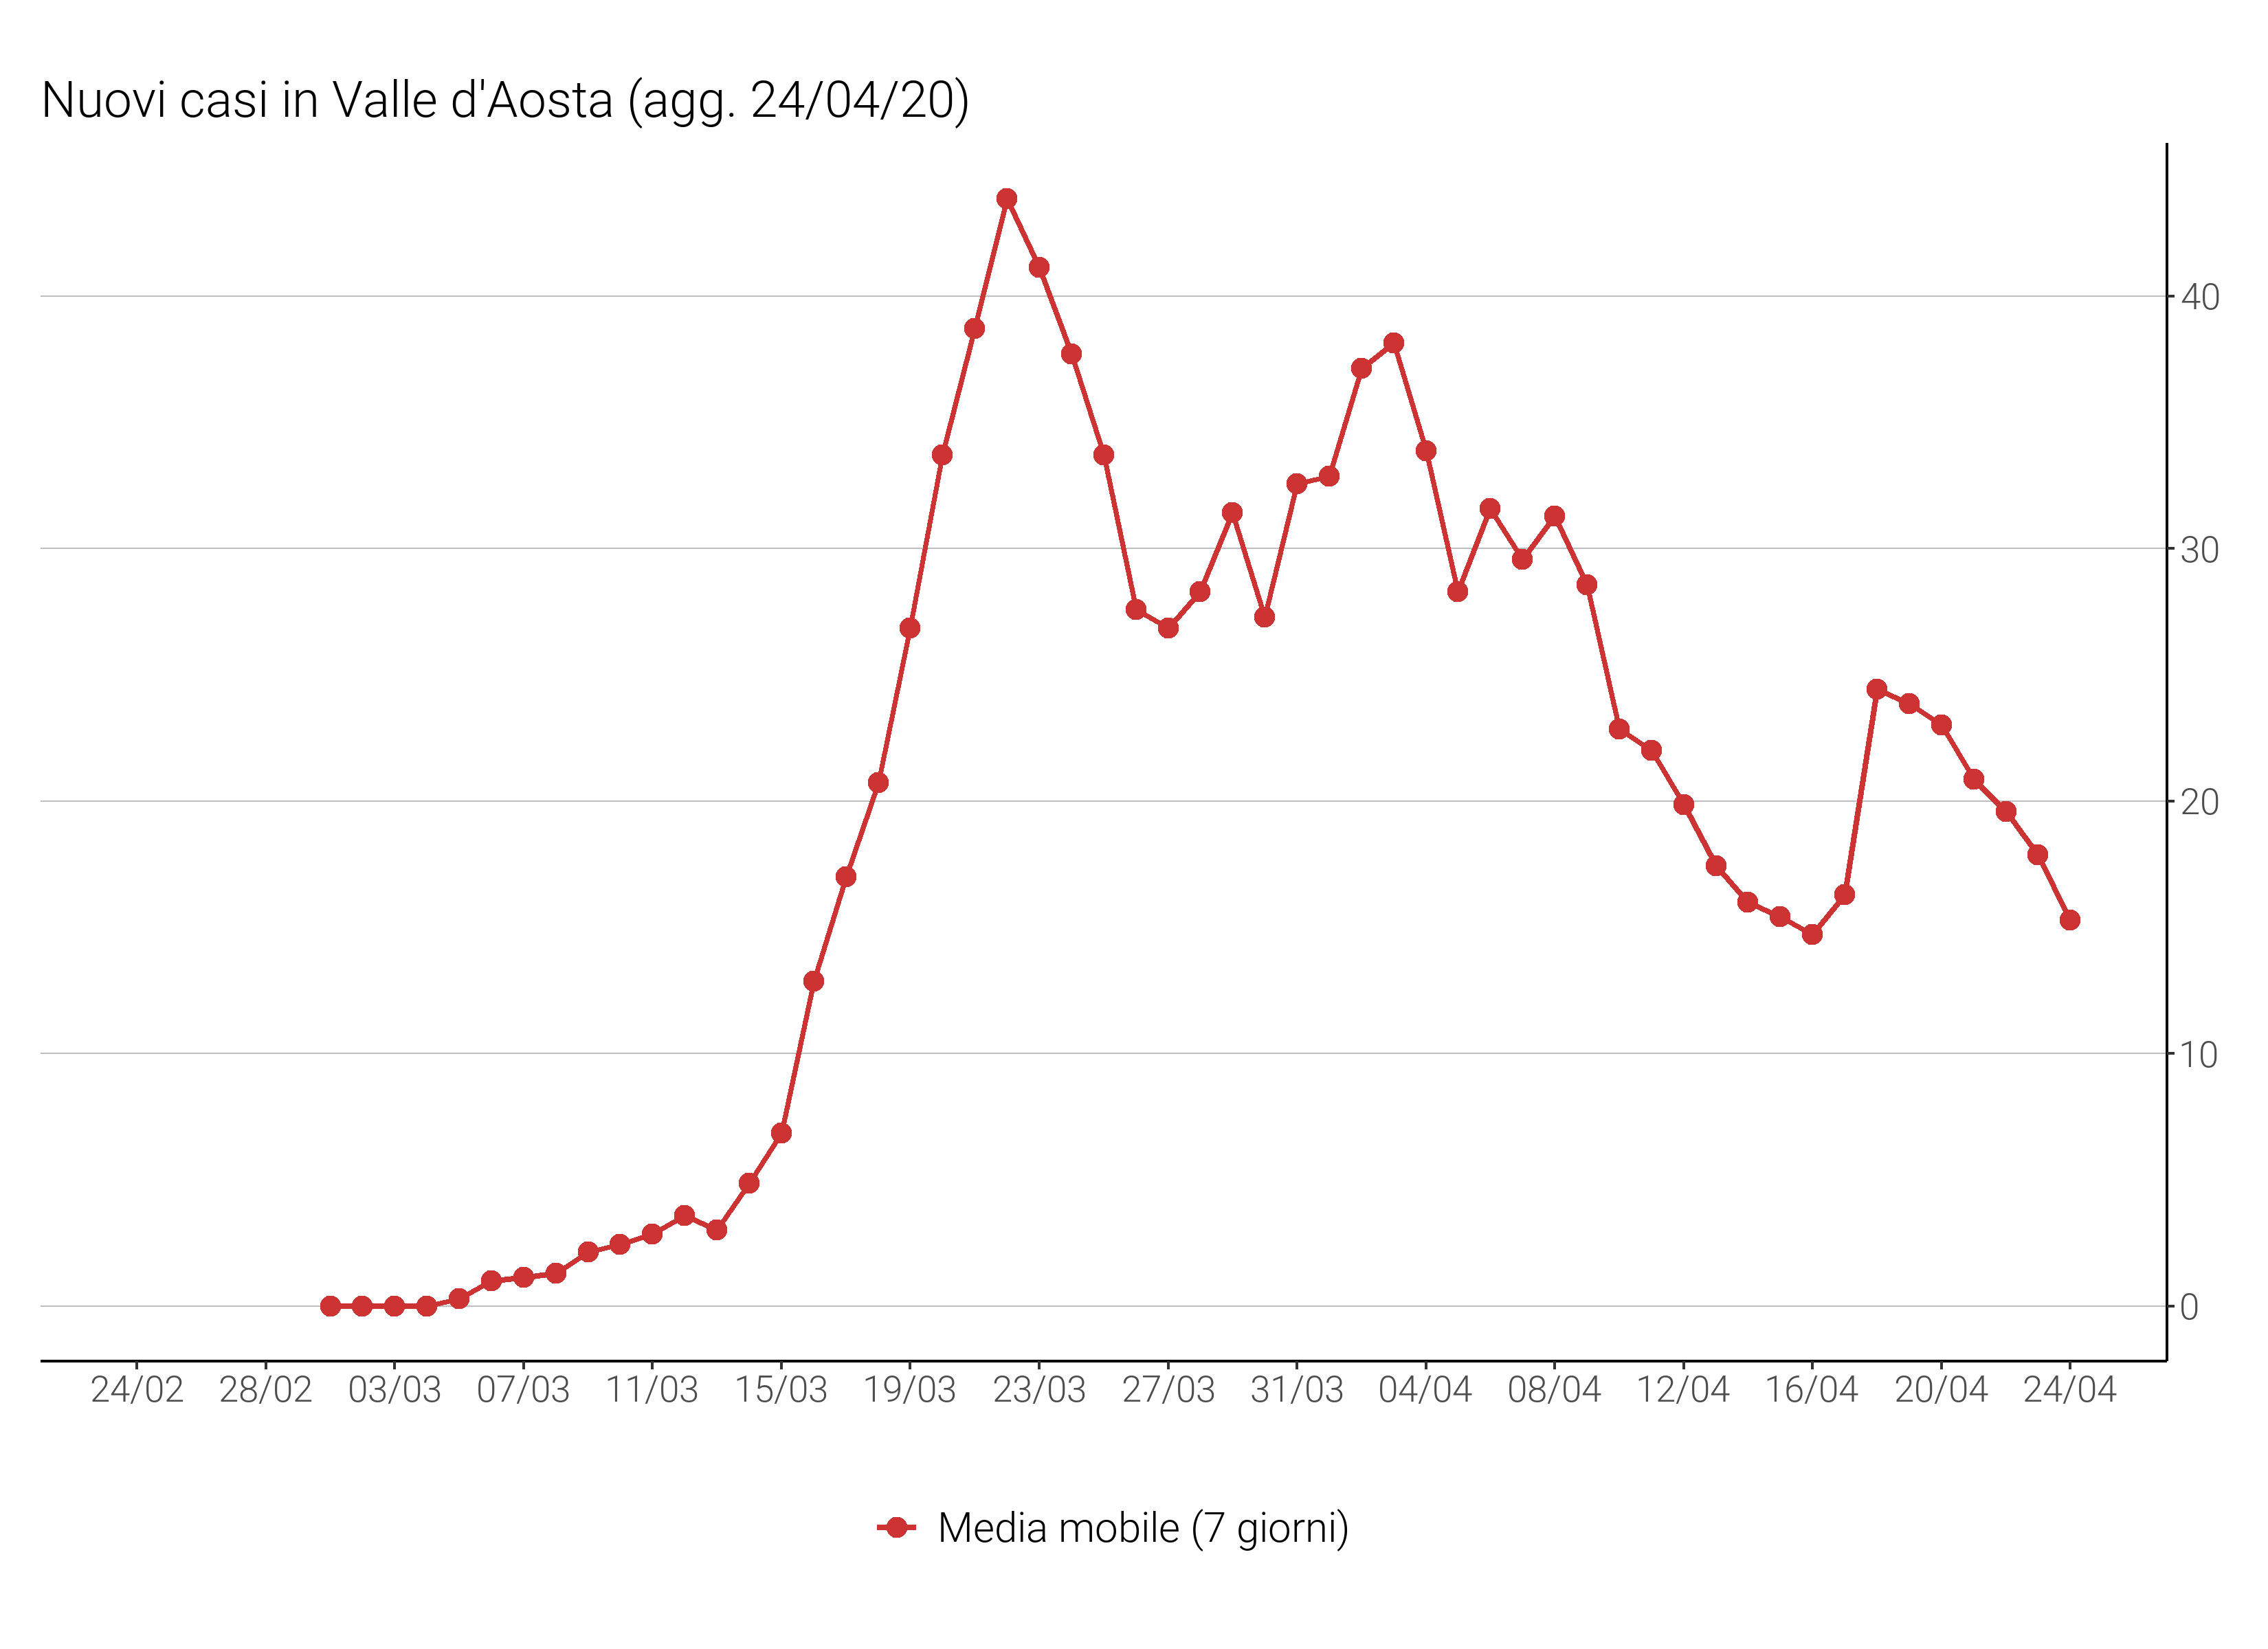 Nuovi casi in Valle d'Aosta (agg. 24/04/20)
40
30
20
10
0
24/02 28/02 03/03 07/03 11/03 15/03 19/03 23/03 27/03 31/03 04/04 08/04 12/04 16/04 20/04 24/04
Media mobile (7 giorni)